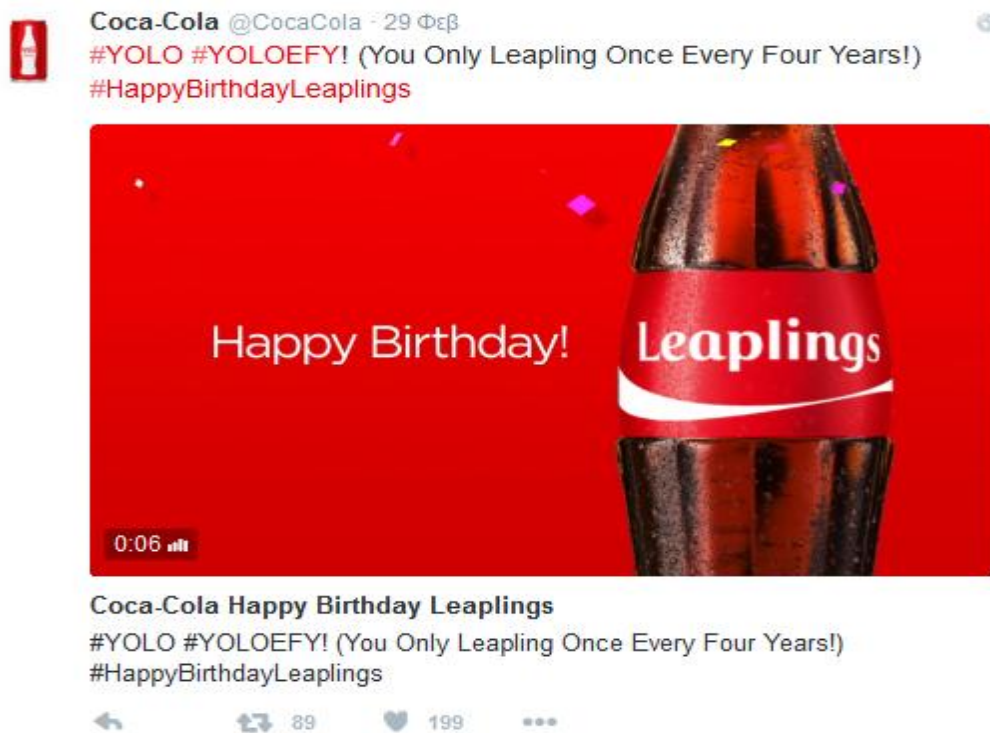 Coca-Cola @CocaCola · 29 Φεβ
#YOLO #YOLOEFY! (You Only Leapling Once Every Four Years!)
#HappyBirthdayLeaplings
Happy Birthday!
Leaplings
0:06
Coca-Cola Happy Birthday Leaplings
#YOLO #YOLOEFY! (You Only Leapling Once Every Four Years!)
#HappyBirthdayLeaplings
89 199